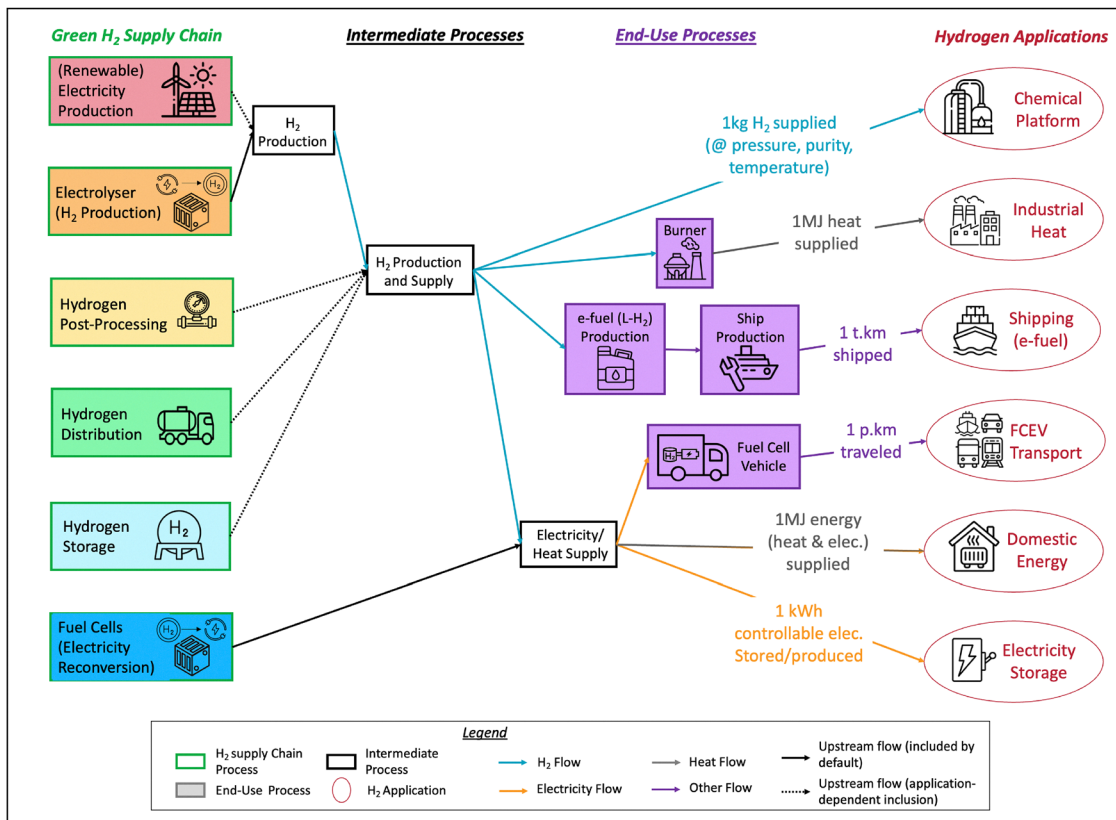 Green H₂ Supply Chain
Intermediate Processes
End-Use Processes
Hydrogen Applications
(Renewable)
Electricity
Production
H₂
Production
Electrolyser
(H₂ Production)
H₂
Hydrogen
Post-Processing
Hydrogen
Distribution
Hydrogen
Storage
H₂
Fuel Cells
(Electricity
Reconversion)
H₂
H₂ Production
and Supply
Electricity/
Heat Supply
1kg H₂ supplied
(@ pressure, purity,
temperature)
Burner
1MJ heat
supplied
e-fuel (L-H₂)
Production
Ship
Production
1 t.km
shipped
H₂
Fuel Cell
Vehicle
1 p.km
traveled
1MJ energy
(heat & elec.)
supplied
1 kWh
controllable elec.
Stored/produced
Chemical
Platform
Industrial
Heat
Shipping
(e-fuel)
FCEV
Transport
Domestic
Energy
Electricity
Storage
Legend
H₂ supply Chain
Process
Intermediate
Process
H₂ Flow
Heat Flow
Upstream flow (included by
default)
End-Use Process
H₂ Application
Electricity Flow
Other Flow
Upstream flow (application-
dependent inclusion)